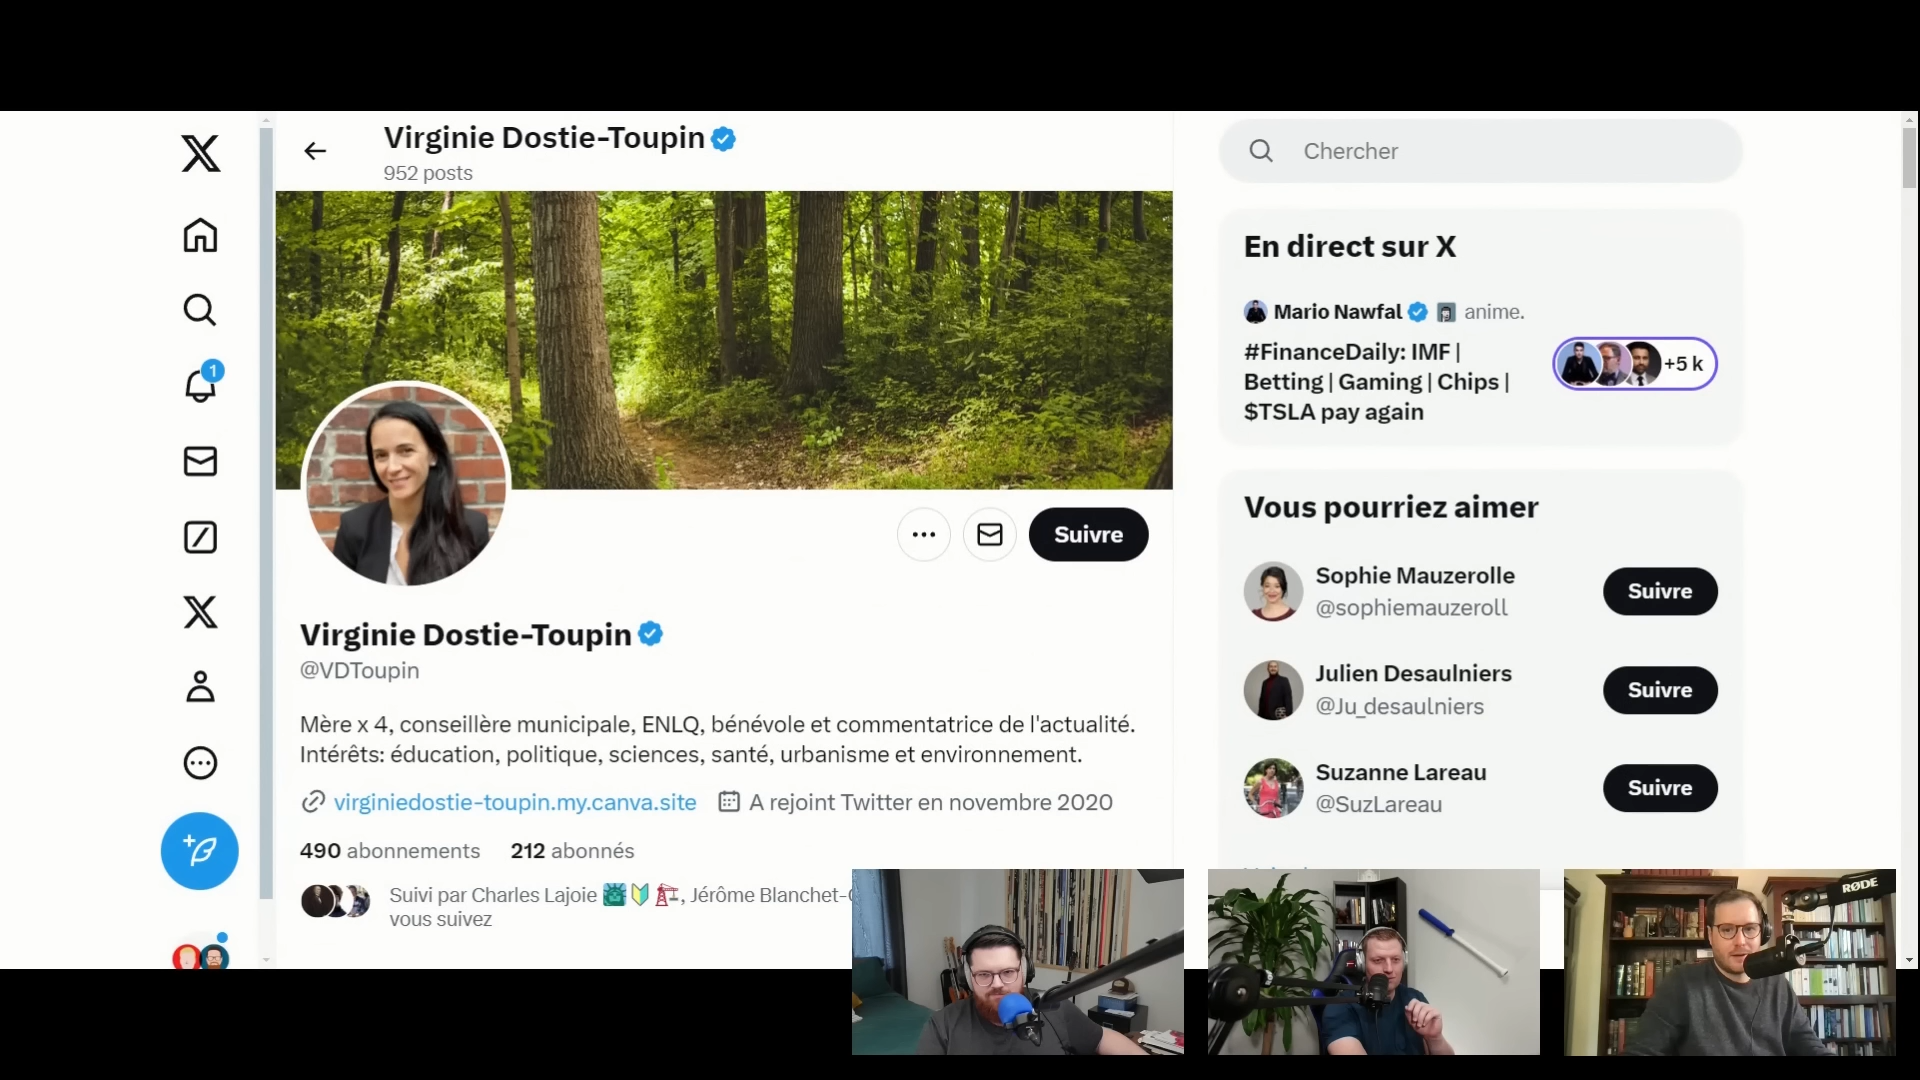 Virginie Dostie-Toupin
952 posts
Chercher
En direct sur X
Mario Nawfal anime.
#FinanceDaily: IMF |
Betting | Gaming | Chips |
$TSLA pay again
+5 k
1
Suivre
Vous pourriez aimer
Sophie Mauzerolle
@sophiemauzeroll
Suivre
Julien Desaulniers
@Ju_desaulniers
Suivre
Suzanne Lareau
@SuzLareau
Suivre
Virginie Dostie-Toupin
@VDToupin
Mère x 4, conseillère municipale, ENLQ, bénévole et commentatrice de l'actualité.
Intérêts: éducation, politique, sciences, santé, urbanisme et environnement.
virginiedostie-toupin.my.canva.site A rejoint Twitter en novembre 2020
490 abonnements 212 abonnés
Suivi par Charles Lajoie, Jérôme Blanchet-
vous suivez
RØDE